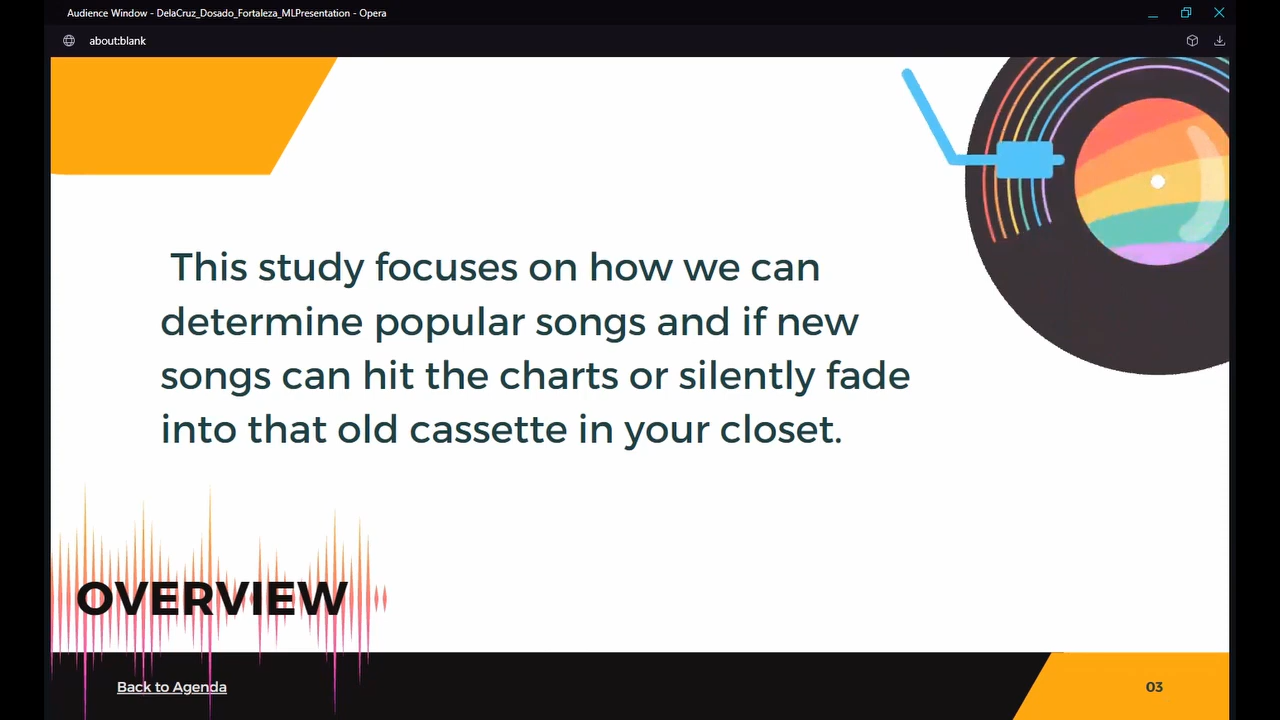 Audience Window - DelaCruz_Dosado_Fortaleza_MLPresentation - Opera
about:blank
This study focuses on how we can
determine popular songs and if new
songs can hit the charts or silently fade
into that old cassette in your closet.
OVERVIEW
Back to Agenda
03